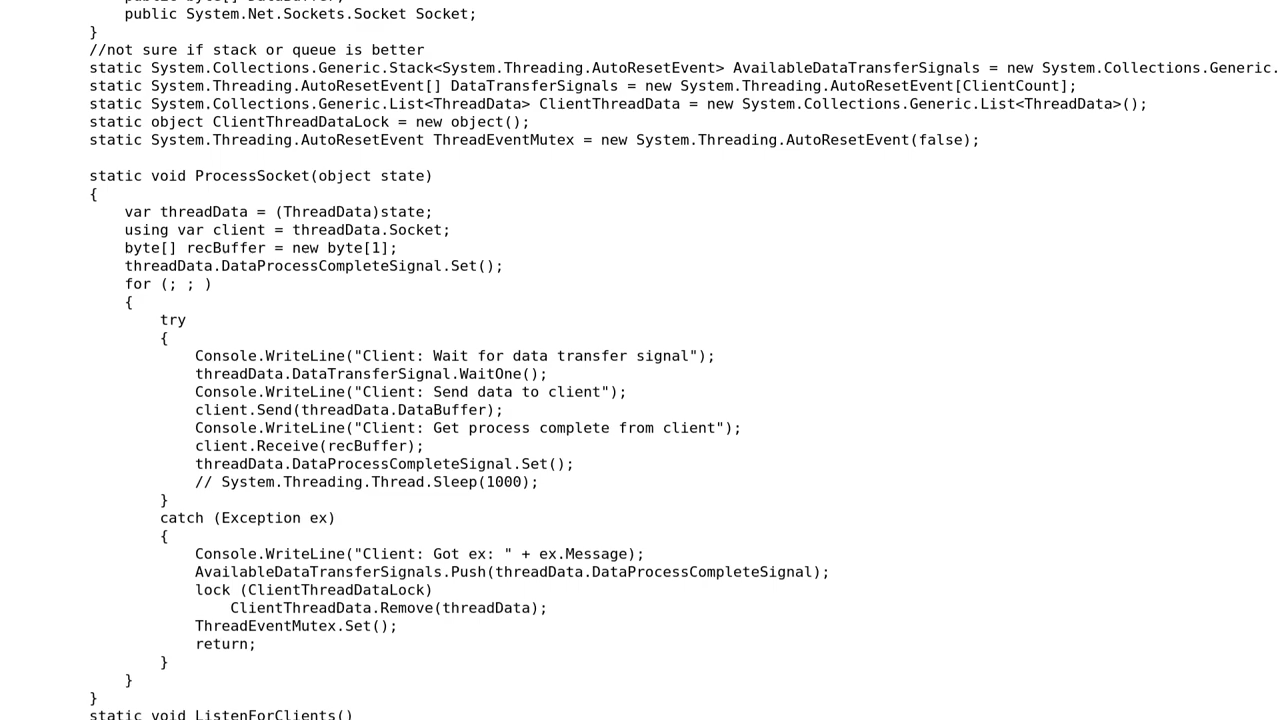 public byte[] DataBuffer;
public System.Net.Sockets.Socket Socket;
}
//not sure if stack or queue is better
static System.Collections.Generic.Stack<System.Threading.AutoResetEvent> AvailableDataTransferSignals = new System.Collections.Generic.
static System.Threading.AutoResetEvent[] DataTransferSignals = new System.Threading.AutoResetEvent[ClientCount];
static System.Collections.Generic.List<ThreadData> ClientThreadData = new System.Collections.Generic.List<ThreadData>();
static object ClientThreadDataLock = new object();
static System.Threading.AutoResetEvent ThreadEventMutex = new System.Threading.AutoResetEvent(false);
static void ProcessSocket(object state)
{
var threadData = (ThreadData)state;
using var client = threadData.Socket;
byte[] recBuffer = new byte[1];
threadData.DataProcessCompleteSignal.Set();
for (; ; )
{
try
{
Console.WriteLine("Client: Wait for data transfer signal");
threadData.DataTransferSignal.WaitOne();
Console.WriteLine("Client: Send data to client");
client.Send(threadData.DataBuffer);
Console.WriteLine("Client: Get process complete from client");
client.Receive(recBuffer);
threadData.DataProcessCompleteSignal.Set();
// System.Threading.Thread.Sleep(1000);
}
catch (Exception ex)
{
Console.WriteLine("Client: Got ex: " + ex.Message);
AvailableDataTransferSignals.Push(threadData.DataProcessCompleteSignal);
lock (ClientThreadDataLock)
ClientThreadData.Remove(threadData);
ThreadEventMutex.Set();
return;
}
}
}
static void ListenForClients()